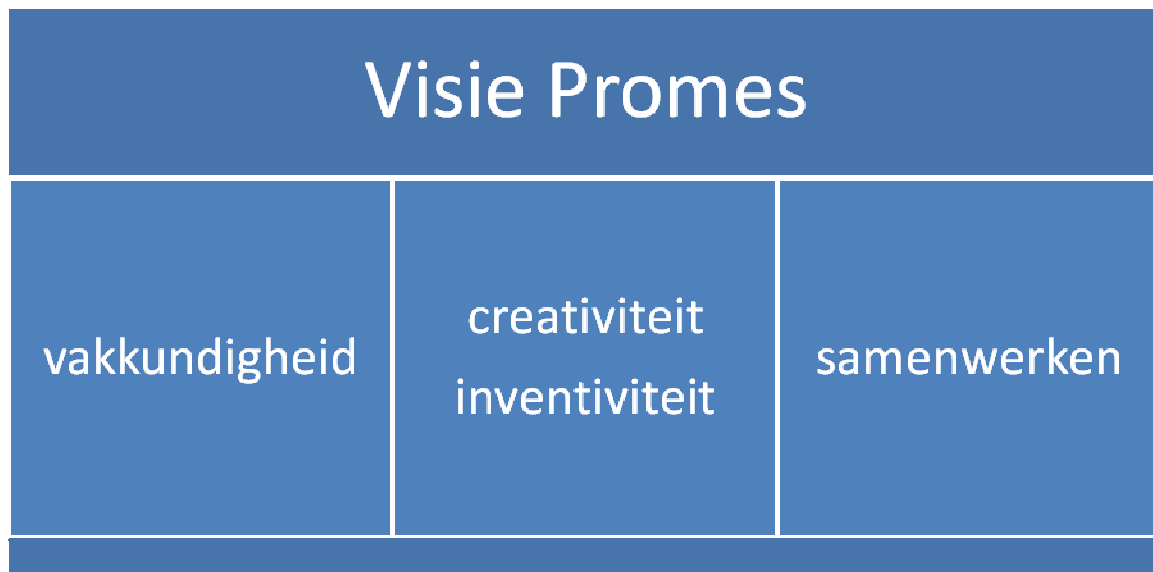 Visie Promes
vakkundigheid
creativiteit
inventiviteit
samenwerken